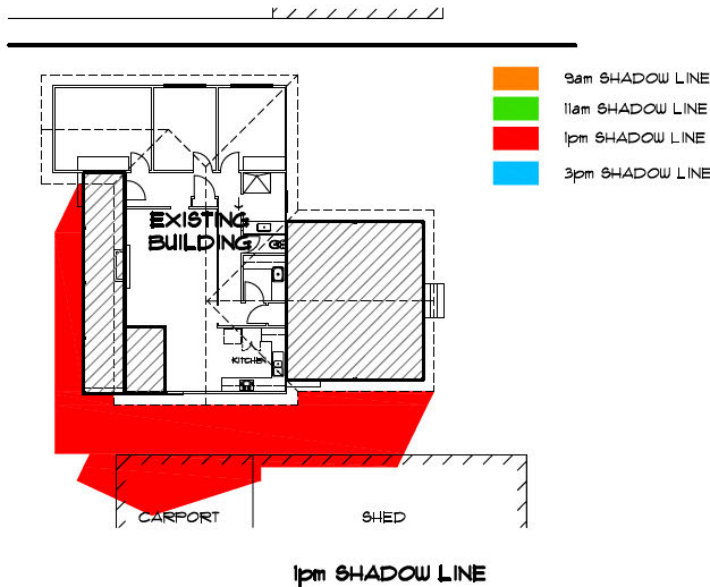 9am SHADOW LINE
11am SHADOW LINE
1pm SHADOW LINE
3pm SHADOW LINE
EXISTING
BUILDING
KITCHEN
CARPORT
SHED
1pm SHADOW LINE